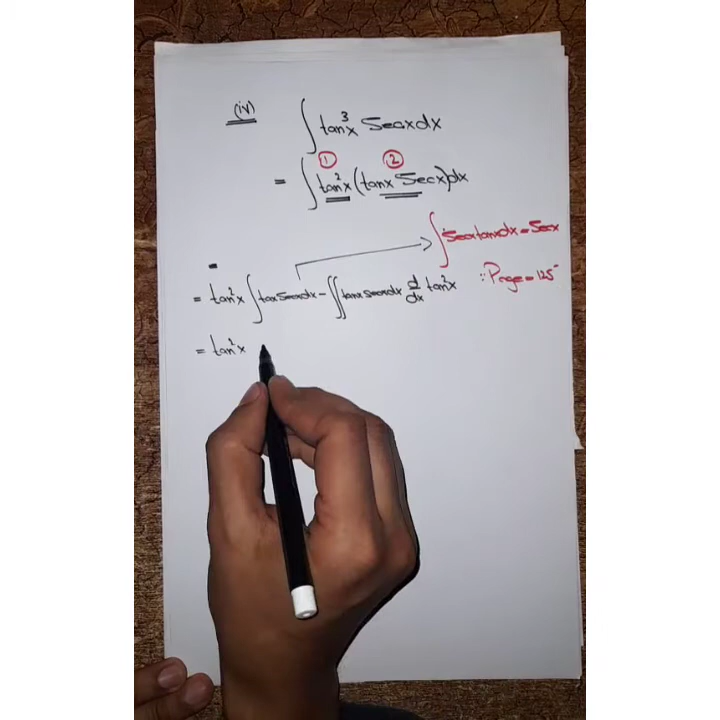 (iv) ∫ tan³x Secx dx
① ②
= ∫ tan²x (tanx Secx) dx
∫ Secx tanx dx = Secx
= tan²x ∫ tanx Secx dx - ∫∫ tanx secx dx d/dx tan²x ∵ Page = 125
= tan²x